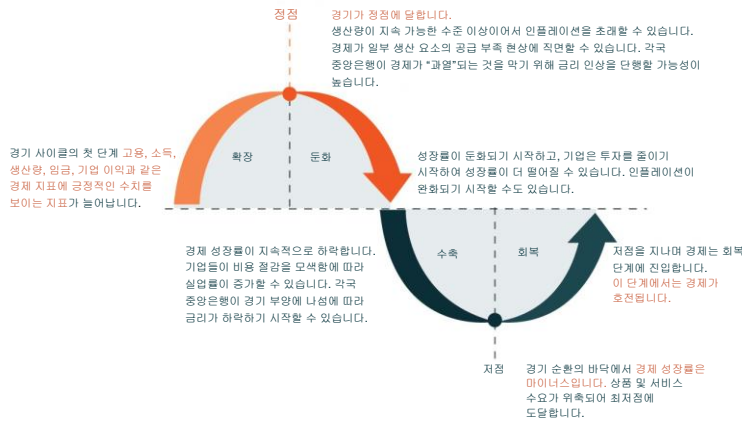 정점
경기가 정점에 달합니다.
생산량이 지속 가능한 수준 이상이어서 인플레이션을 초래할 수 있습니다.
경제가 일부 생산 요소의 공급 부족 현상에 직면할 수 있습니다. 각국
중앙은행이 경제가 “과열”되는 것을 막기 위해 금리 인상을 단행할 가능성이
높습니다.
경기 사이클의 첫 단계 고용, 소득,
생산량, 임금, 기업 이익과 같은
경제 지표에 긍정적인 수치를
보이는 지표가 늘어납니다.
확장
둔화
성장률이 둔화되기 시작하고, 기업은 투자를 줄이기
시작하여 성장률이 더 떨어질 수 있습니다. 인플레이션이
완화되기 시작할 수도 있습니다.
경제 성장률이 지속적으로 하락합니다.
기업들이 비용 절감을 모색함에 따라
실업률이 증가할 수 있습니다. 각국
중앙은행이 경기 부양에 나섬에 따라
금리가 하락하기 시작할 수 있습니다.
수축
회복
저점을 지나며 경제는 회복
단계에 진입합니다.
이 단계에서는 경제가
호전됩니다.
저점
경기 순환의 바닥에서 경제 성장률은
마이너스입니다. 상품 및 서비스
수요가 위축되어 최저점에
도달합니다.